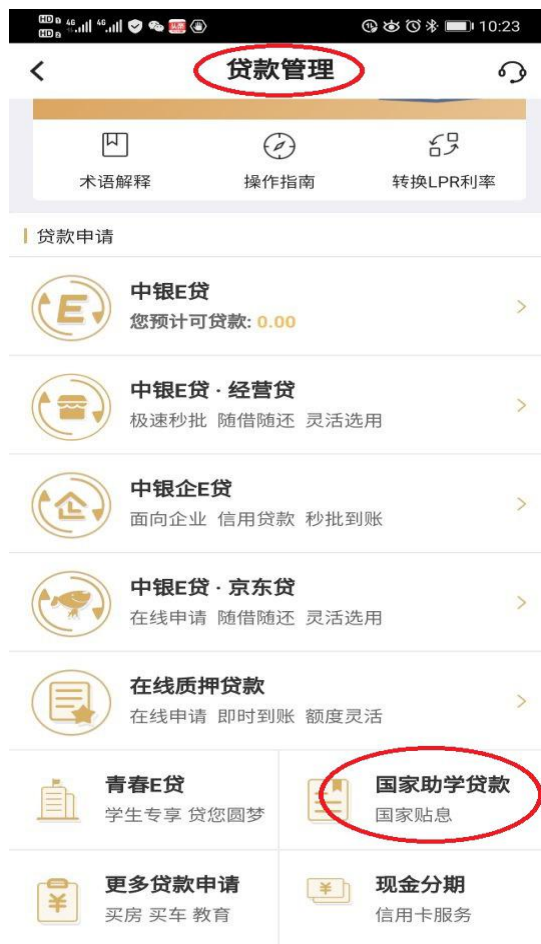 HD 4G 4G 头条 10:23
HD
贷款管理
术语解释 操作指南 转换LPR利率
贷款申请
中银E贷
您预计可贷款: 0.00
中银E贷 · 经营贷
极速秒批 随借随还 灵活选用
中银企E贷
面向企业 信用贷款 秒批到账
中银E贷 · 京东贷
在线申请 随借随还 灵活选用
在线质押贷款
在线申请 即时到账 额度灵活
青春E贷 国家助学贷款
学生专享 贷您圆梦 国家贴息
更多贷款申请 现金分期
买房 买车 教育 信用卡服务